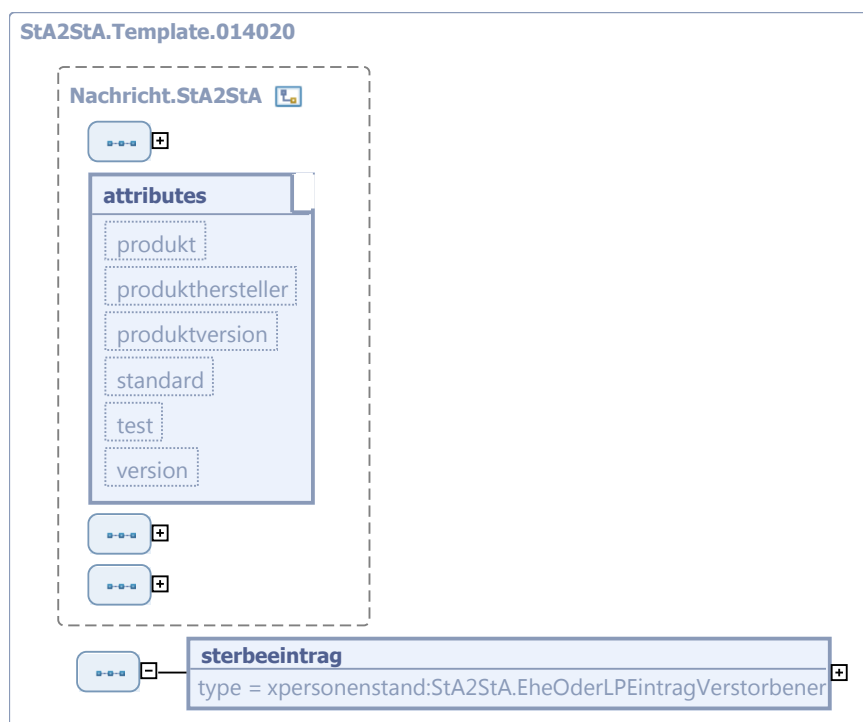 StA2StA.Template.014020
Nachricht.StA2StA
attributes
produkt
produkthersteller
produktversion
standard
test
version
sterbeeintrag
type = xpersonenstand:StA2StA.EheOderLPEintragVerstorbener